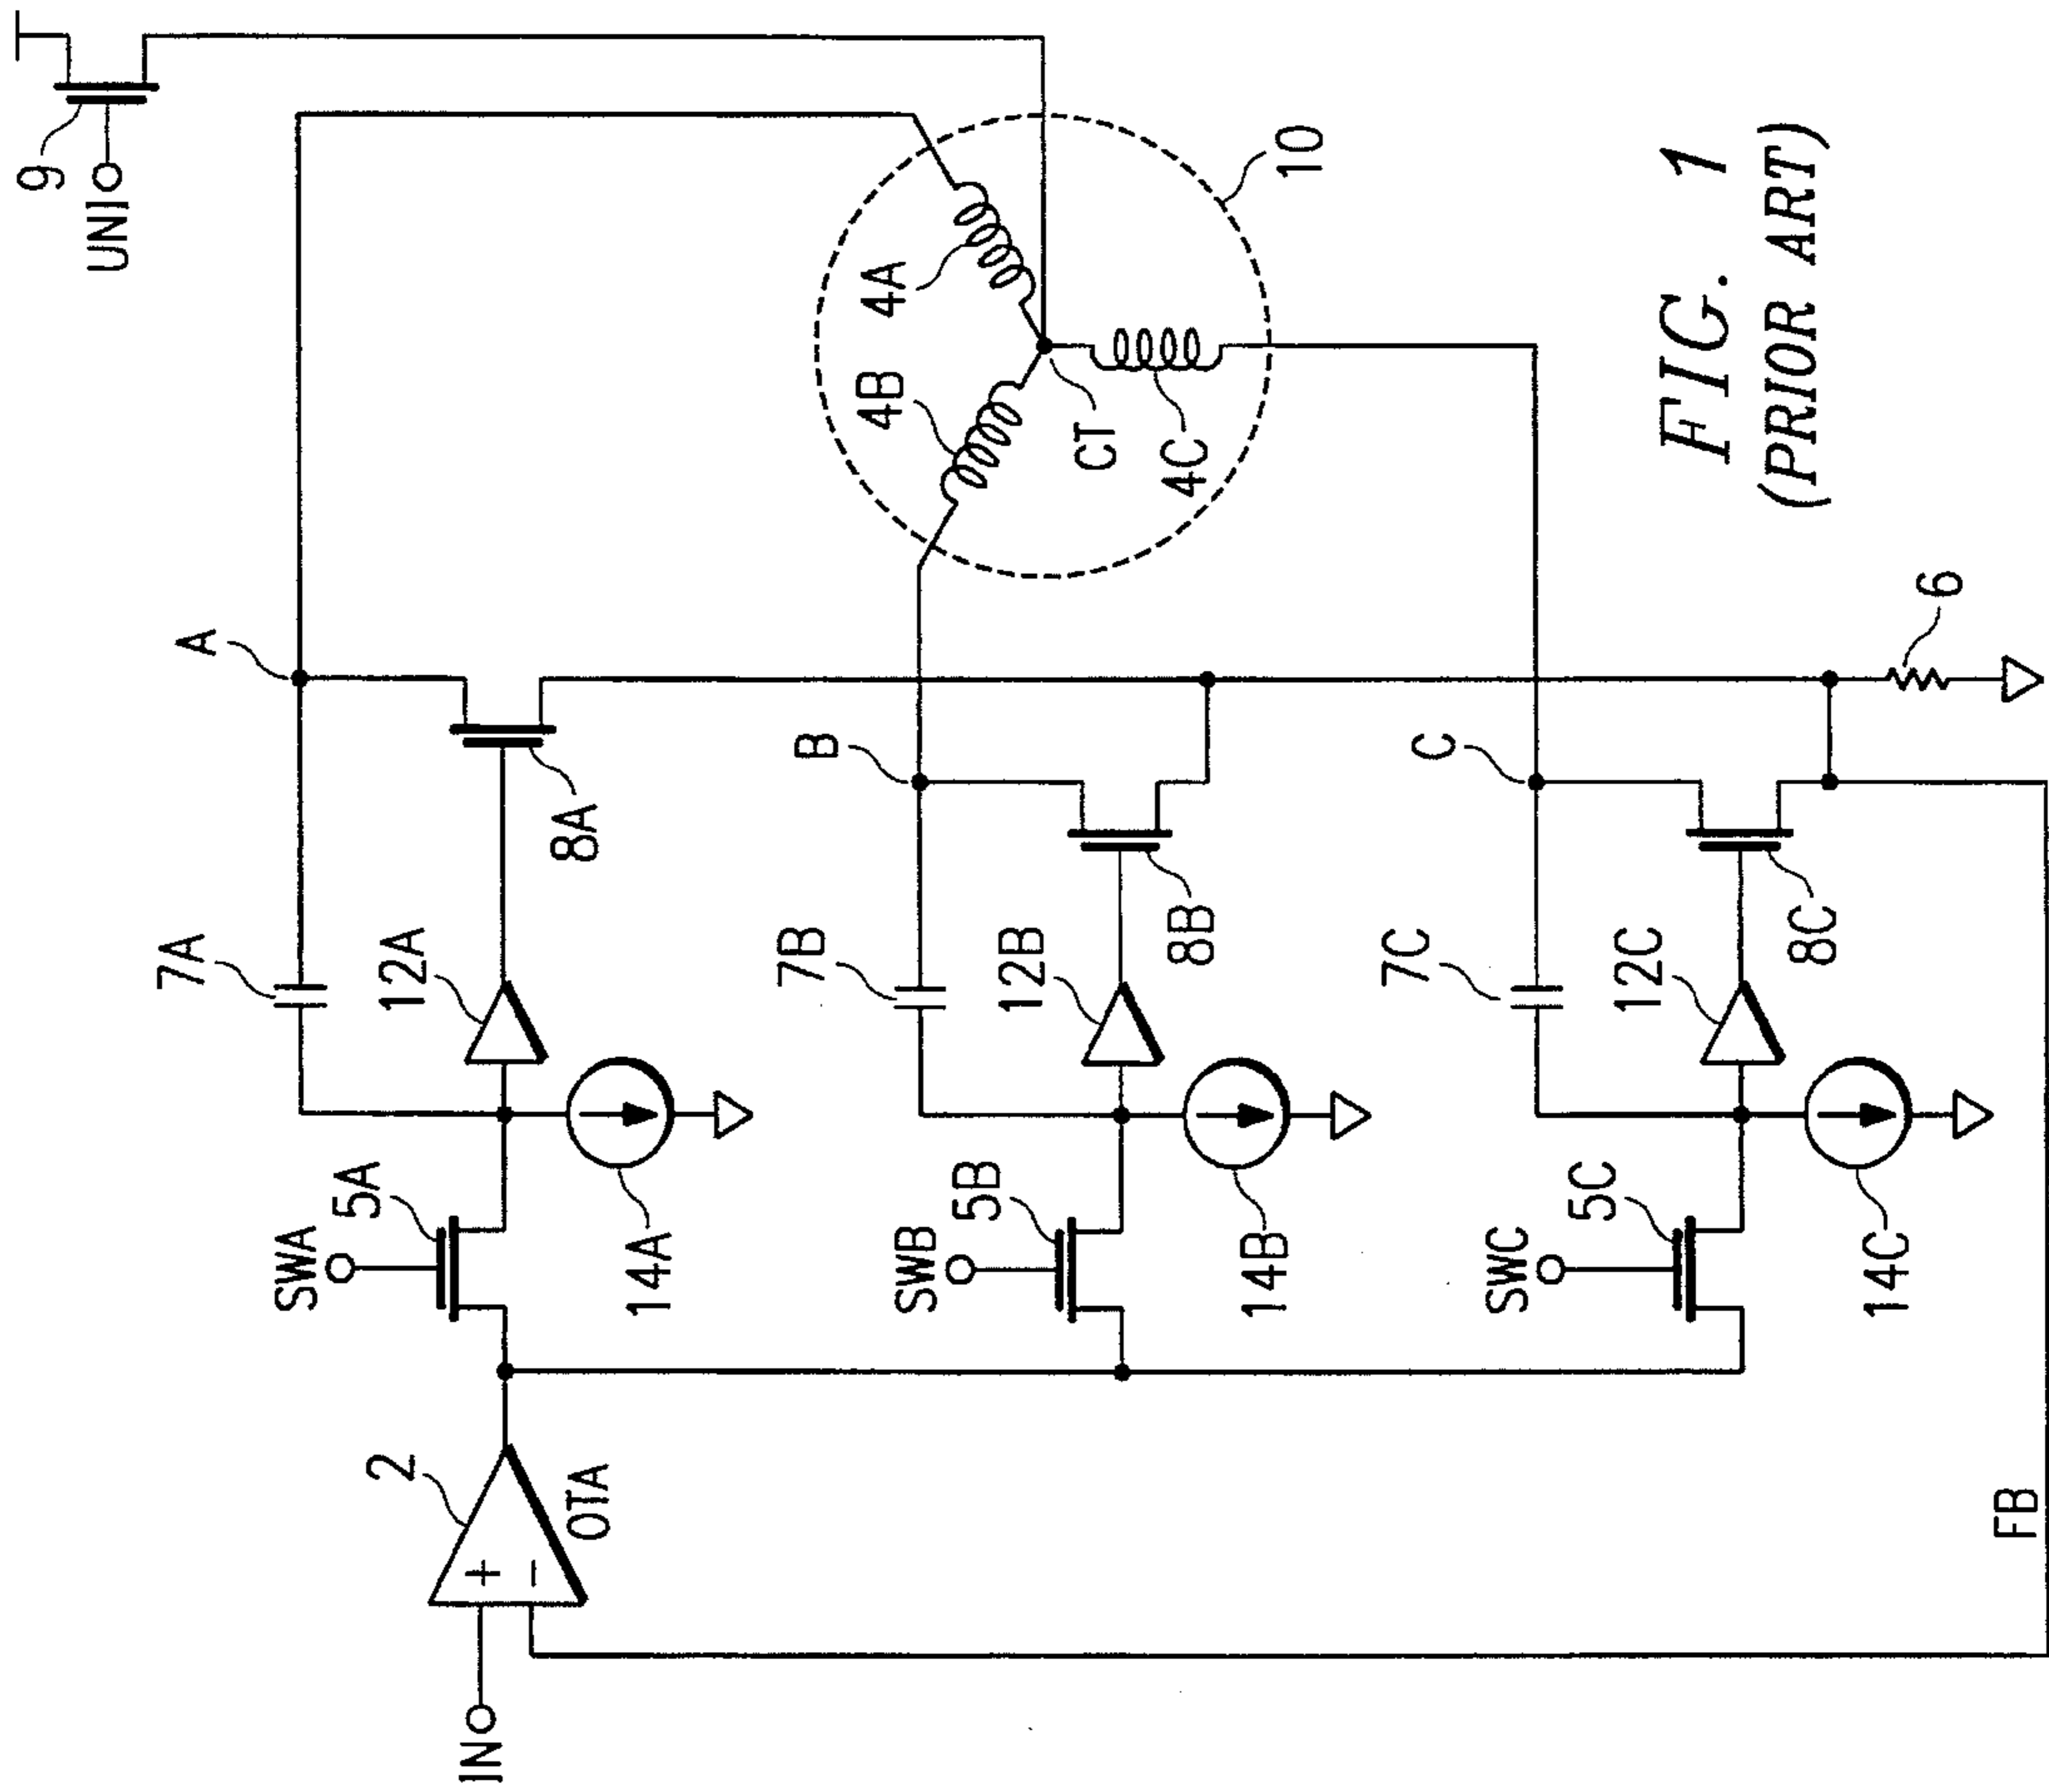 9
UNI
A
7A
12A
8A
5A
SWA
14A
2
+
-
OTA
IN
4A
4B
CT
4C
10
B
7B
12B
8B
5B
SWB
14B
C
7C
12C
8C
5C
SWC
14C
6
FB
FIG. 1
(PRIOR ART)